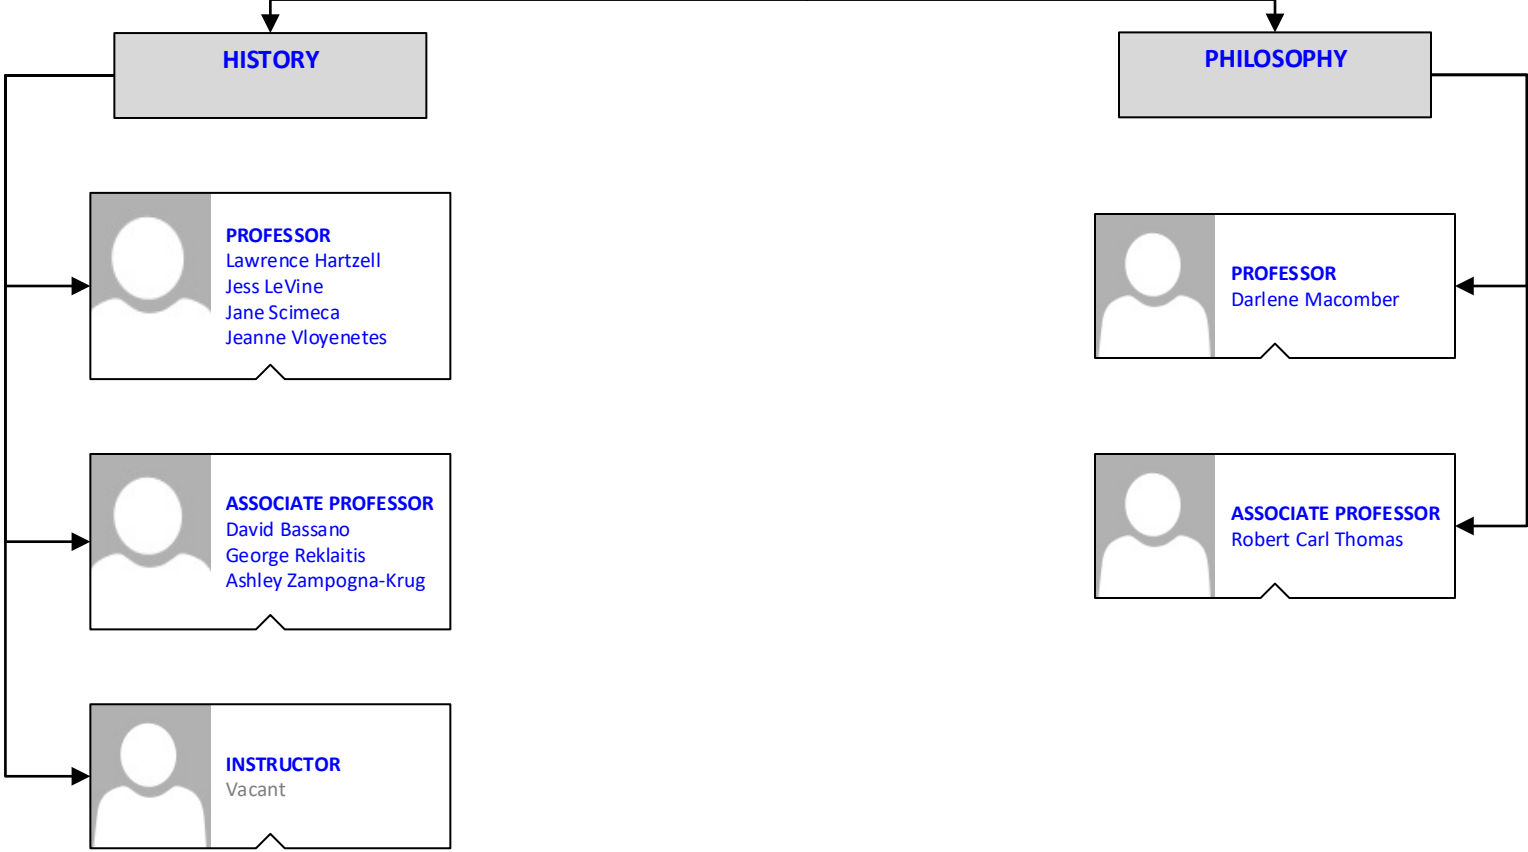 HISTORY
PHILOSOPHY
PROFESSOR
Lawrence Hartzell
Jess LeVine
Jane Scimeca
Jeanne Vloyenetes
PROFESSOR
Darlene Macomber
ASSOCIATE PROFESSOR
David Bassano
George Reklaitis
Ashley Zampogna-Krug
ASSOCIATE PROFESSOR
Robert Carl Thomas
INSTRUCTOR
Vacant